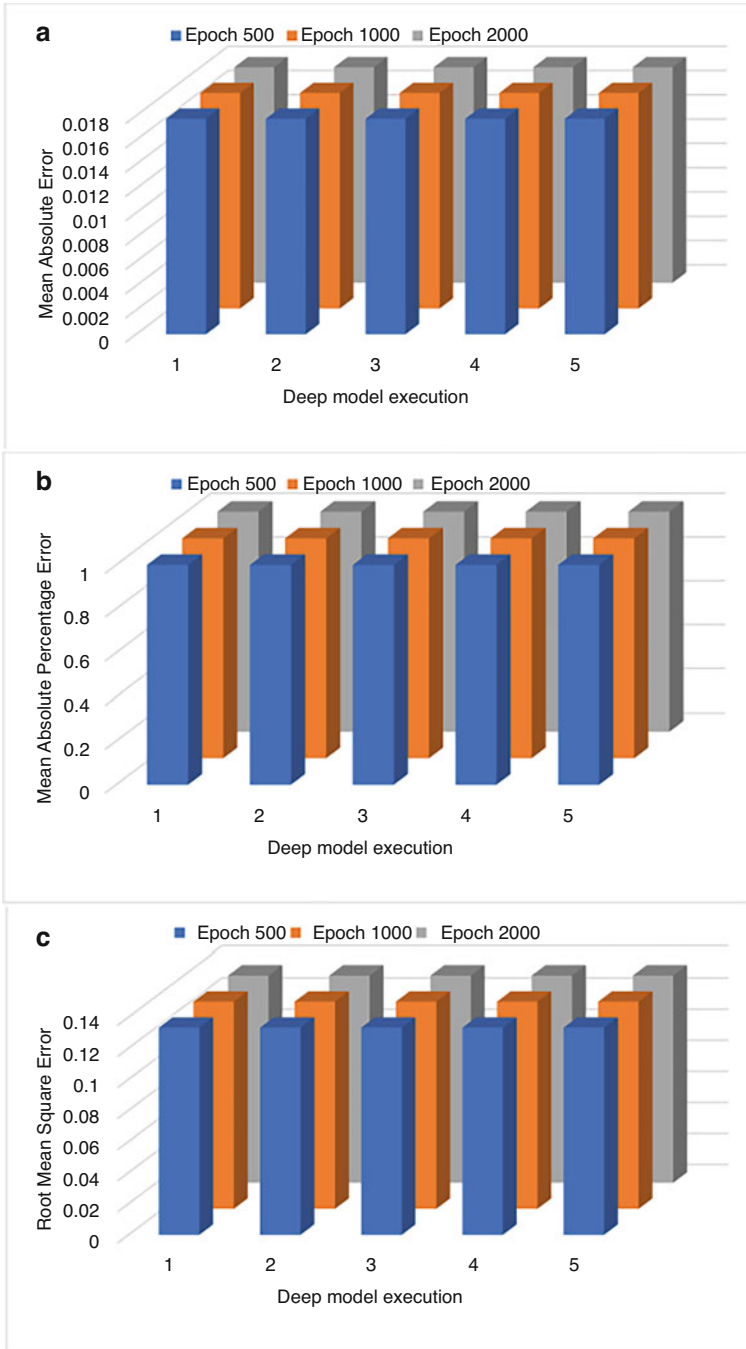 a
Epoch 500 Epoch 1000 Epoch 2000
Mean Absolute Error
0.018
0.016
0.014
0.012
0.01
0.008
0.006
0.004
0.002
0
1 2 3 4 5
Deep model execution
b
Epoch 500 Epoch 1000 Epoch 2000
Mean Absolute Percentage Error
1
0.8
0.6
0.4
0.2
0
1 2 3 4 5
Deep model execution
c
Epoch 500 Epoch 1000 Epoch 2000
Root Mean Square Error
0.14
0.12
0.1
0.08
0.06
0.04
0.02
0
1 2 3 4 5
Deep model execution